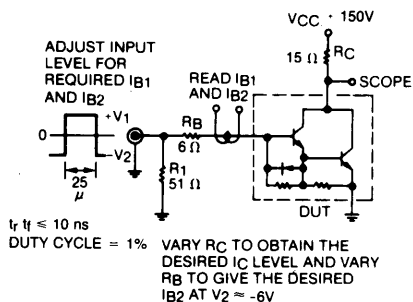 VCC + 150V
ADJUST INPUT
LEVEL FOR
REQUIRED IB1
AND IB2
15 Ω
RC
SCOPE
READ IB1
AND IB2
+V1
0
-V2
RB
6 Ω
R1
51 Ω
25
μ
DUT
tr tf ≤ 10 ns
DUTY CYCLE = 1%
VARY RC TO OBTAIN THE
DESIRED IC LEVEL AND VARY
RB TO GIVE THE DESIRED
IB2 AT V2 ≈ -6V